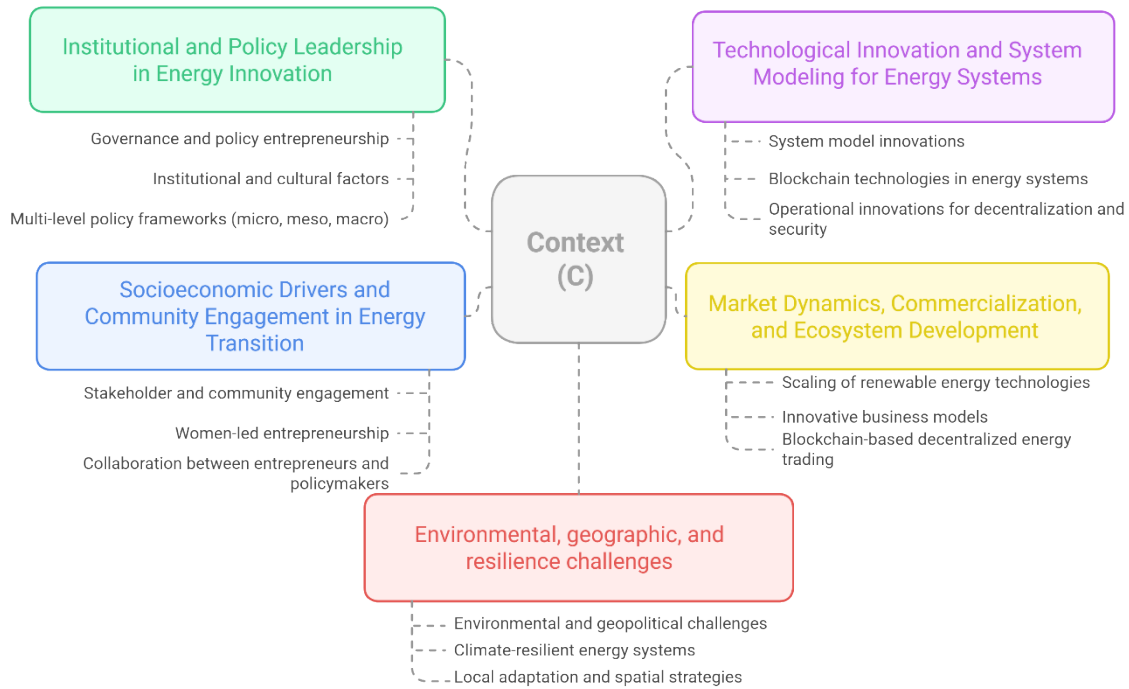 Institutional and Policy Leadership
in Energy Innovation
Governance and policy entrepreneurship
Institutional and cultural factors
Multi-level policy frameworks (micro, meso, macro)
Technological Innovation and System
Modeling for Energy Systems
System model innovations
Blockchain technologies in energy systems
Operational innovations for decentralization and
security
Context
(C)
Socioeconomic Drivers and
Community Engagement in Energy
Transition
Stakeholder and community engagement
Women-led entrepreneurship
Collaboration between entrepreneurs and
policymakers
Market Dynamics, Commercialization,
and Ecosystem Development
Scaling of renewable energy technologies
Innovative business models
Blockchain-based decentralized energy
trading
Environmental, geographic, and
resilience challenges
Environmental and geopolitical challenges
Climate-resilient energy systems
Local adaptation and spatial strategies